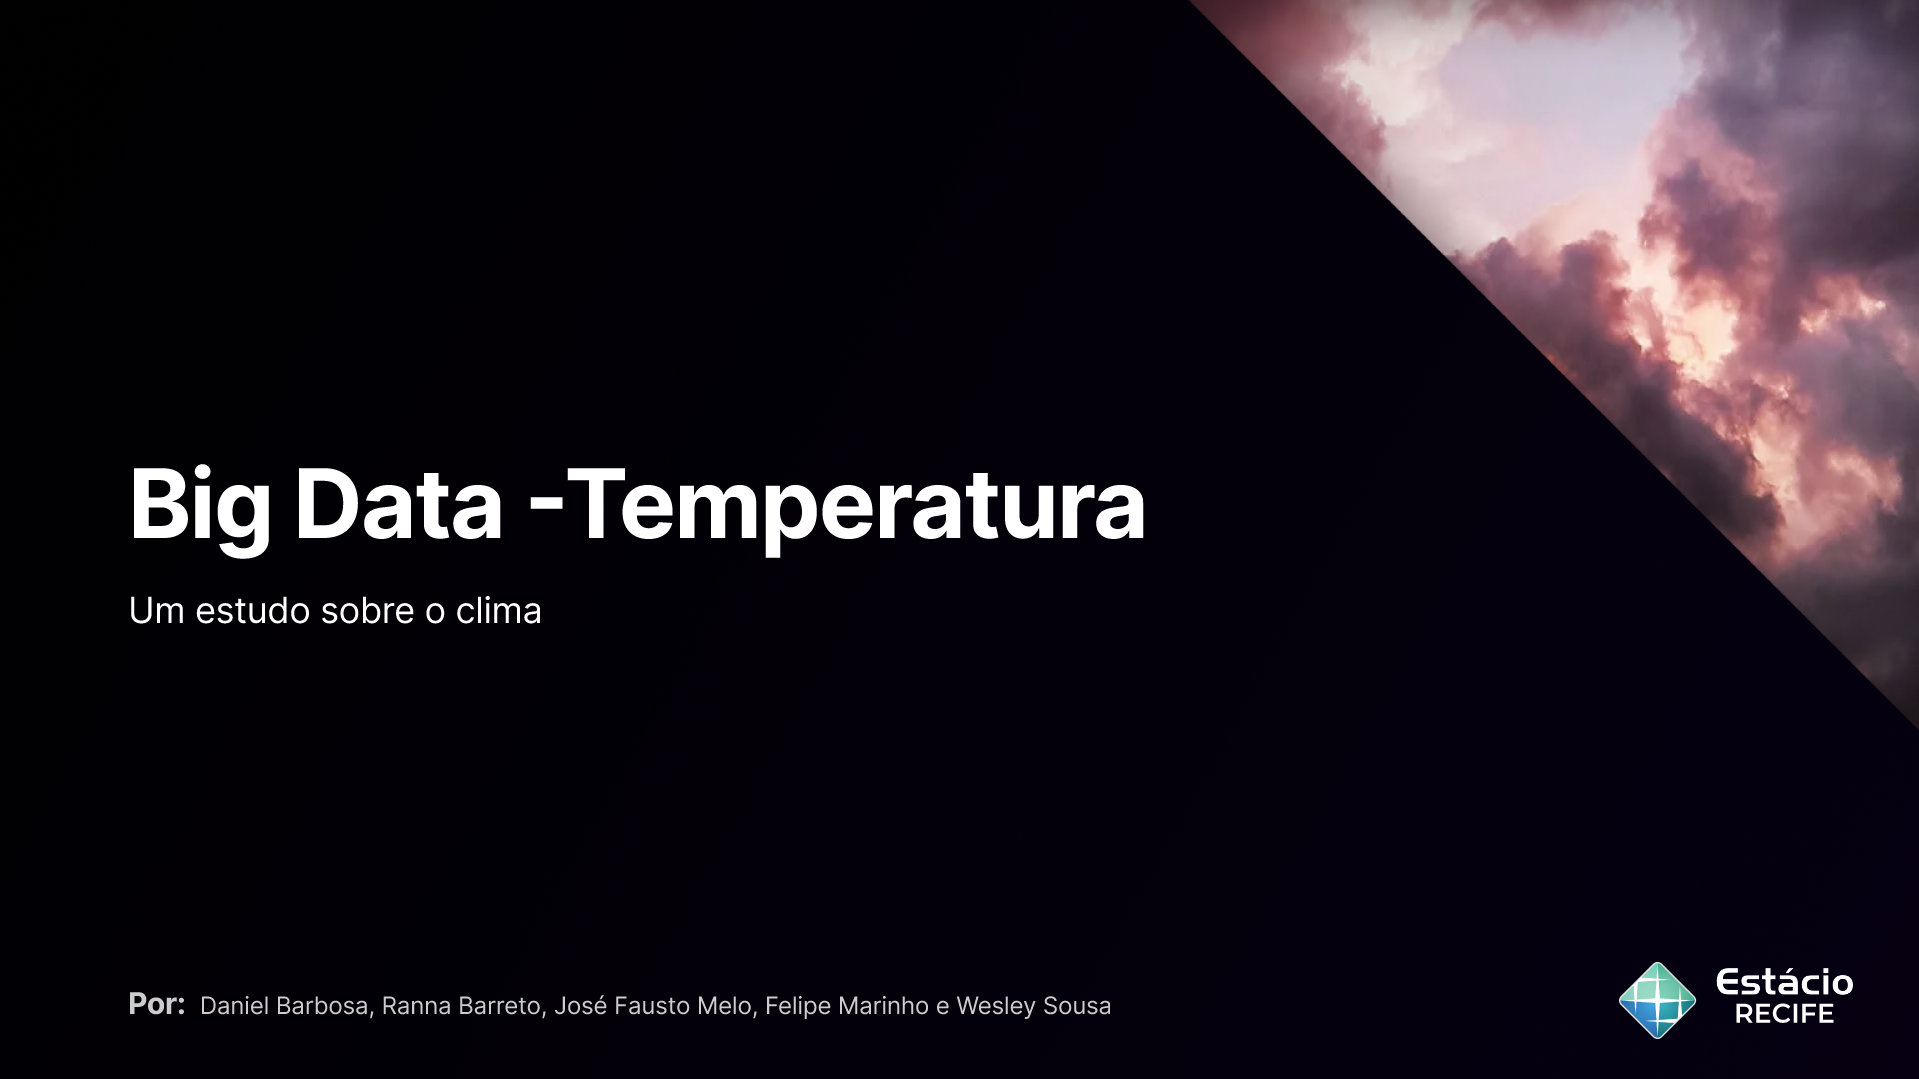 Big Data -Temperatura
Um estudo sobre o clima
Por: Daniel Barbosa, Ranna Barreto, José Fausto Melo, Felipe Marinho e Wesley Sousa
Estácio
RECIFE